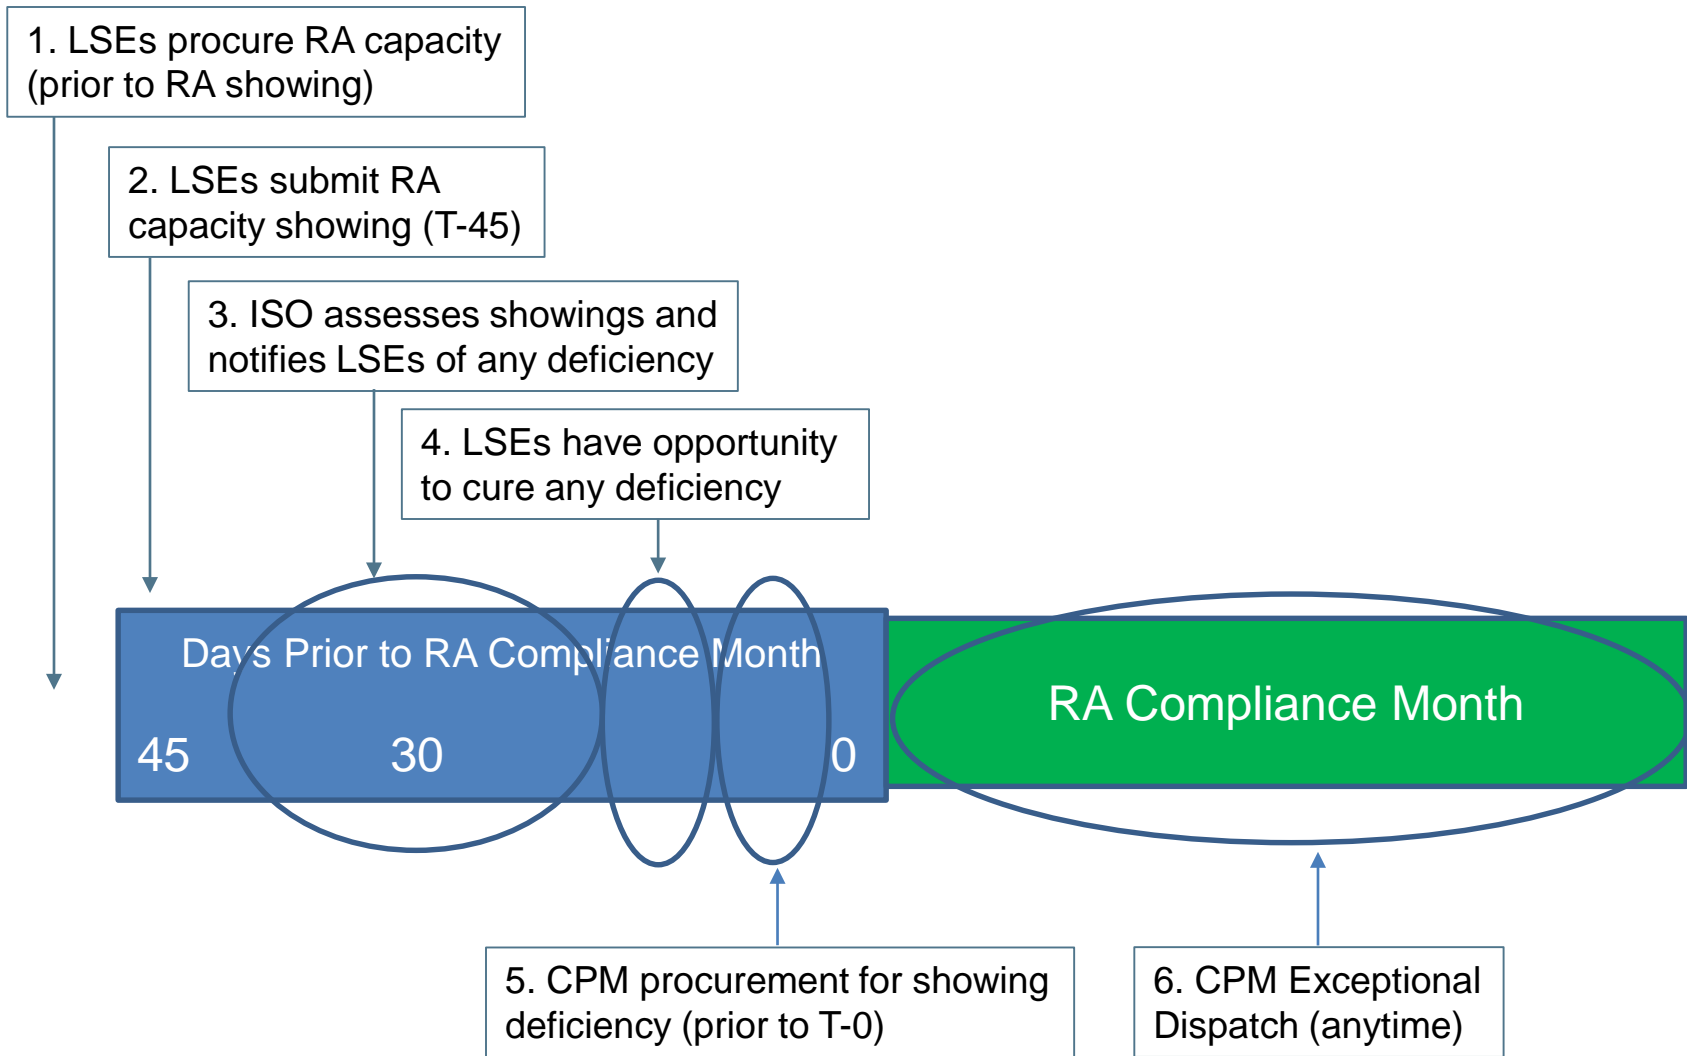 1. LSEs procure RA capacity
(prior to RA showing)
2. LSEs submit RA
capacity showing (T-45)
3. ISO assesses showings and
notifies LSEs of any deficiency
4. LSEs have opportunity
to cure any deficiency
Days Prior to RA Compliance Month
45 30 0
RA Compliance Month
5. CPM procurement for showing
deficiency (prior to T-0)
6. CPM Exceptional
Dispatch (anytime)